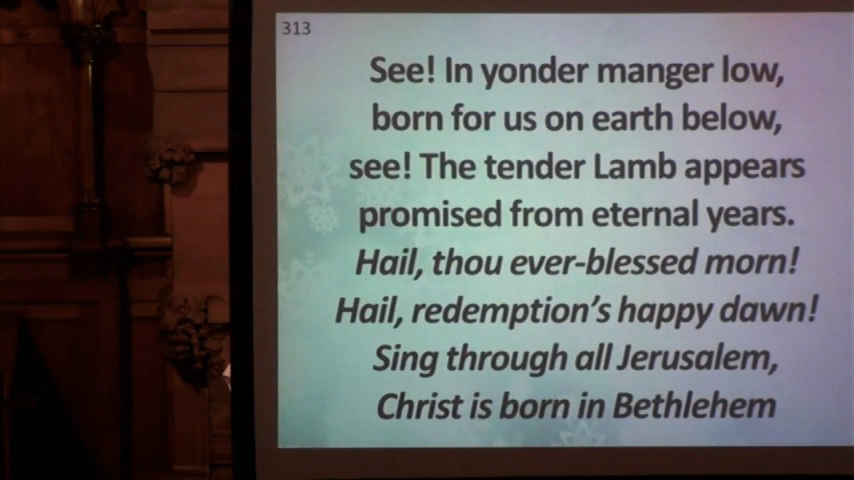 313
See! In yonder manger low,
born for us on earth below,
see! The tender Lamb appears
promised from eternal years.
Hail, thou ever-blessed morn!
Hail, redemption's happy dawn!
Sing through all Jerusalem,
Christ is born in Bethlehem